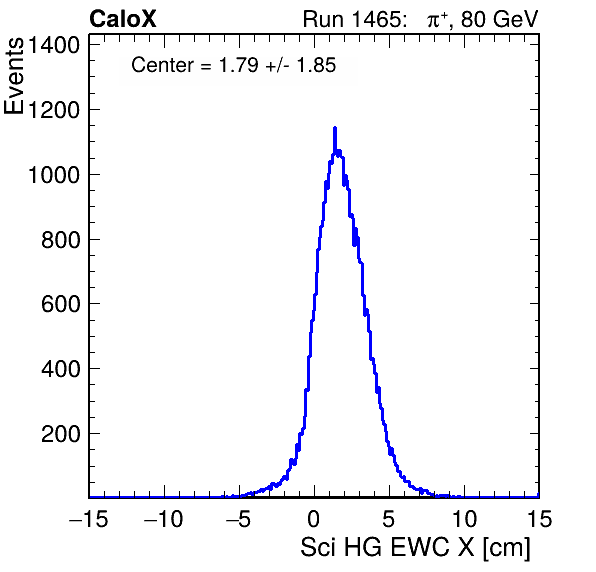 CaloX Run 1465: π⁺, 80 GeV
Center = 1.79 +/- 1.85
Events
1400
1200
1000
800
600
400
200
−15 −10 −5 0 5 10 15
Sci HG EWC X [cm]